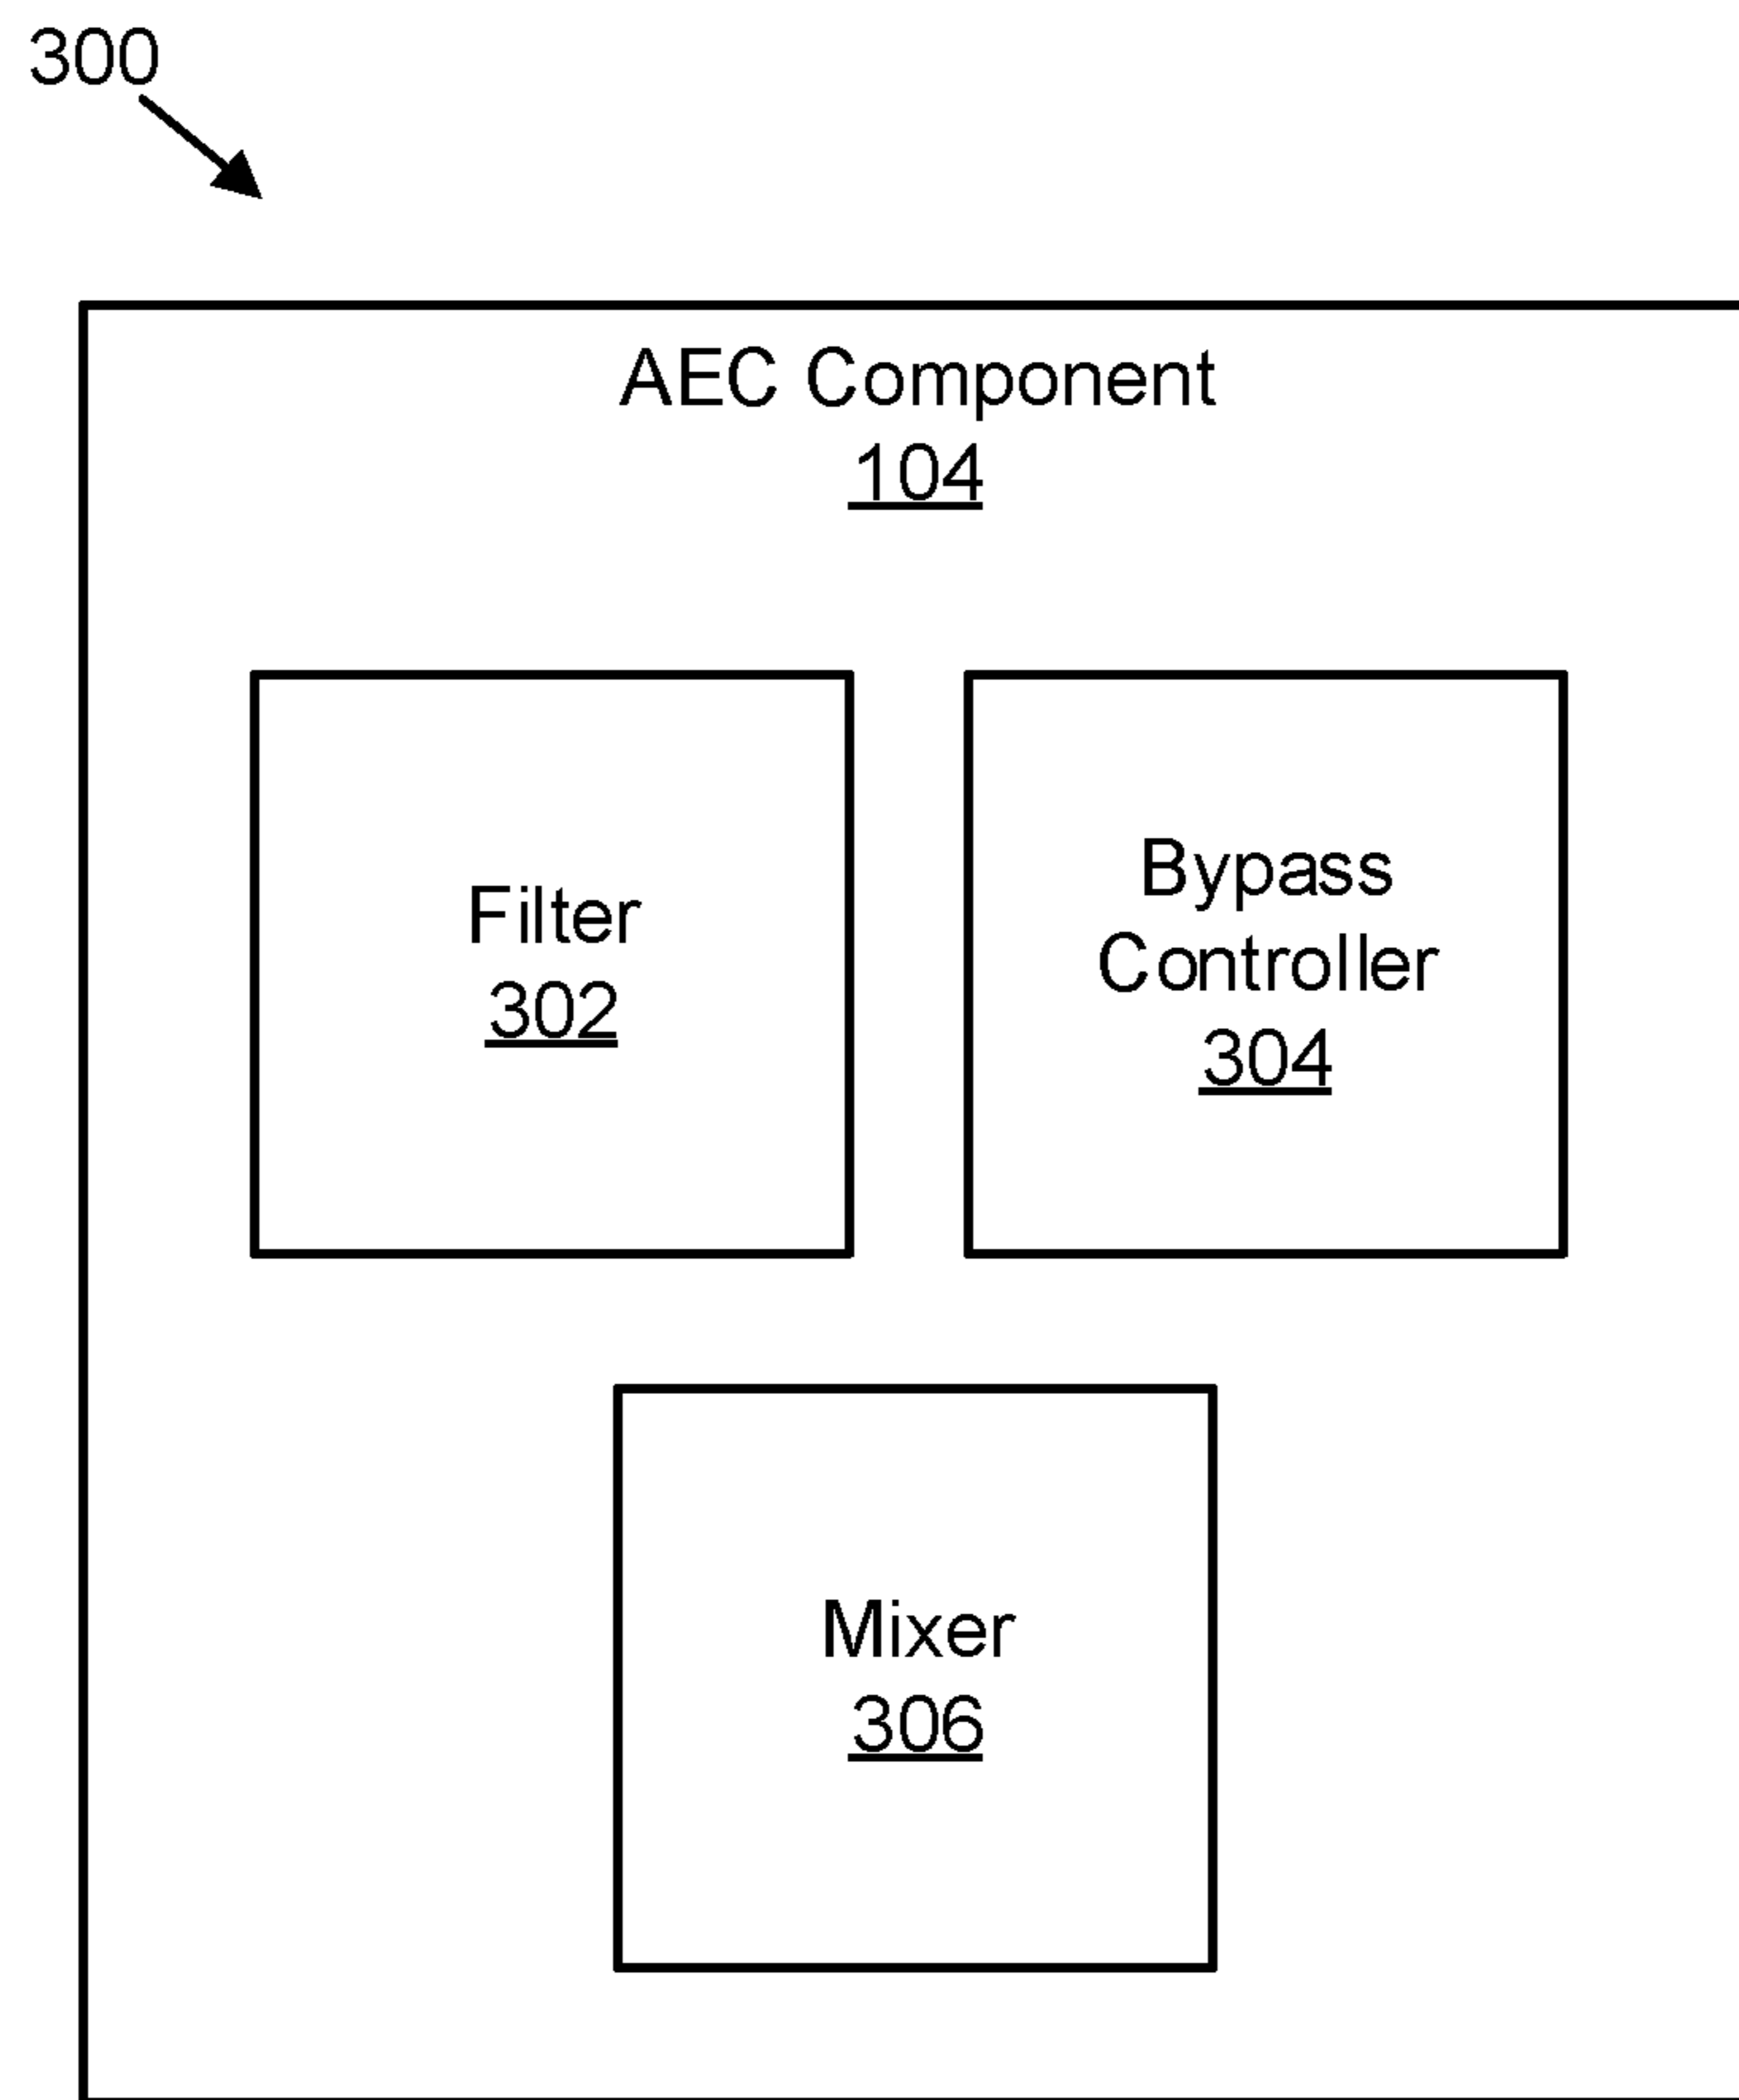 300
AEC Component
104
Filter
302
Bypass
Controller
304
Mixer
306